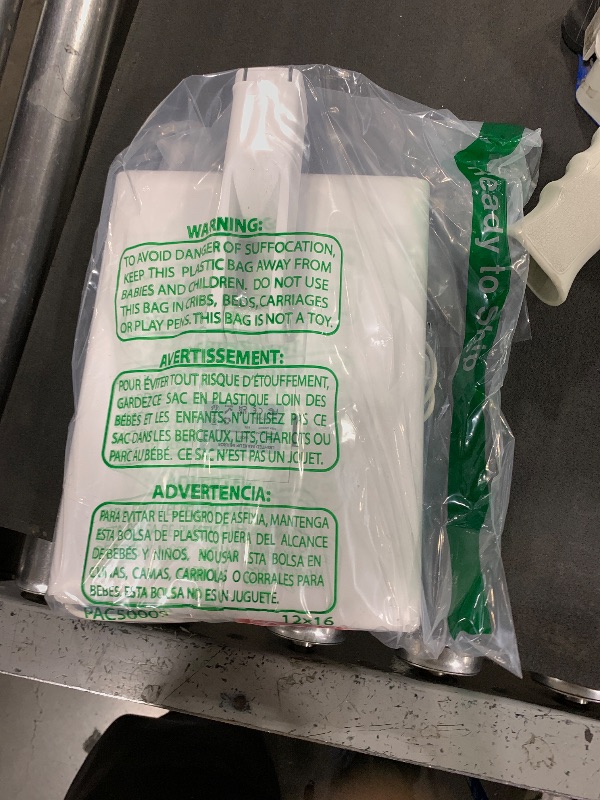 WARNING:
TO AVOID DANGER OF SUFFOCATION,
KEEP THIS PLASTIC BAG AWAY FROM
BABIES AND CHILDREN. DO NOT USE
THIS BAG IN CRIBS, BEDS, CARRIAGES
OR PLAY PENS. THIS BAG IS NOT A TOY.
AVERTISSEMENT:
POUR ÉVITER TOUT RISQUE D'ÉTOUFFEMENT,
GARDEZ CE SAC EN PLASTIQUE LOIN DES
BÉBÉS ET LES ENFANTS, N'UTILISEZ PAS CE
SAC DANS LES BERCEAUX, LITS, CHARIOTS OU
PARC AU BÉBÉ. CE SAC N'EST PAS UN JOUET.
ADVERTENCIA:
PARA EVITAR EL PELIGRO DE ASFIXIA, MANTENGA
ESTA BOLSA DE PLASTICO FUERA DEL ALCANCE
DE BEBÉS Y NINOS. NO USAR ESTA BOLSA EN
CAMAS, CARRIOLAS O CORRALES PARA
BEBÉS. ESTA BOLSA NO ES UN JUGUETE.
12x16
Ready to Ship